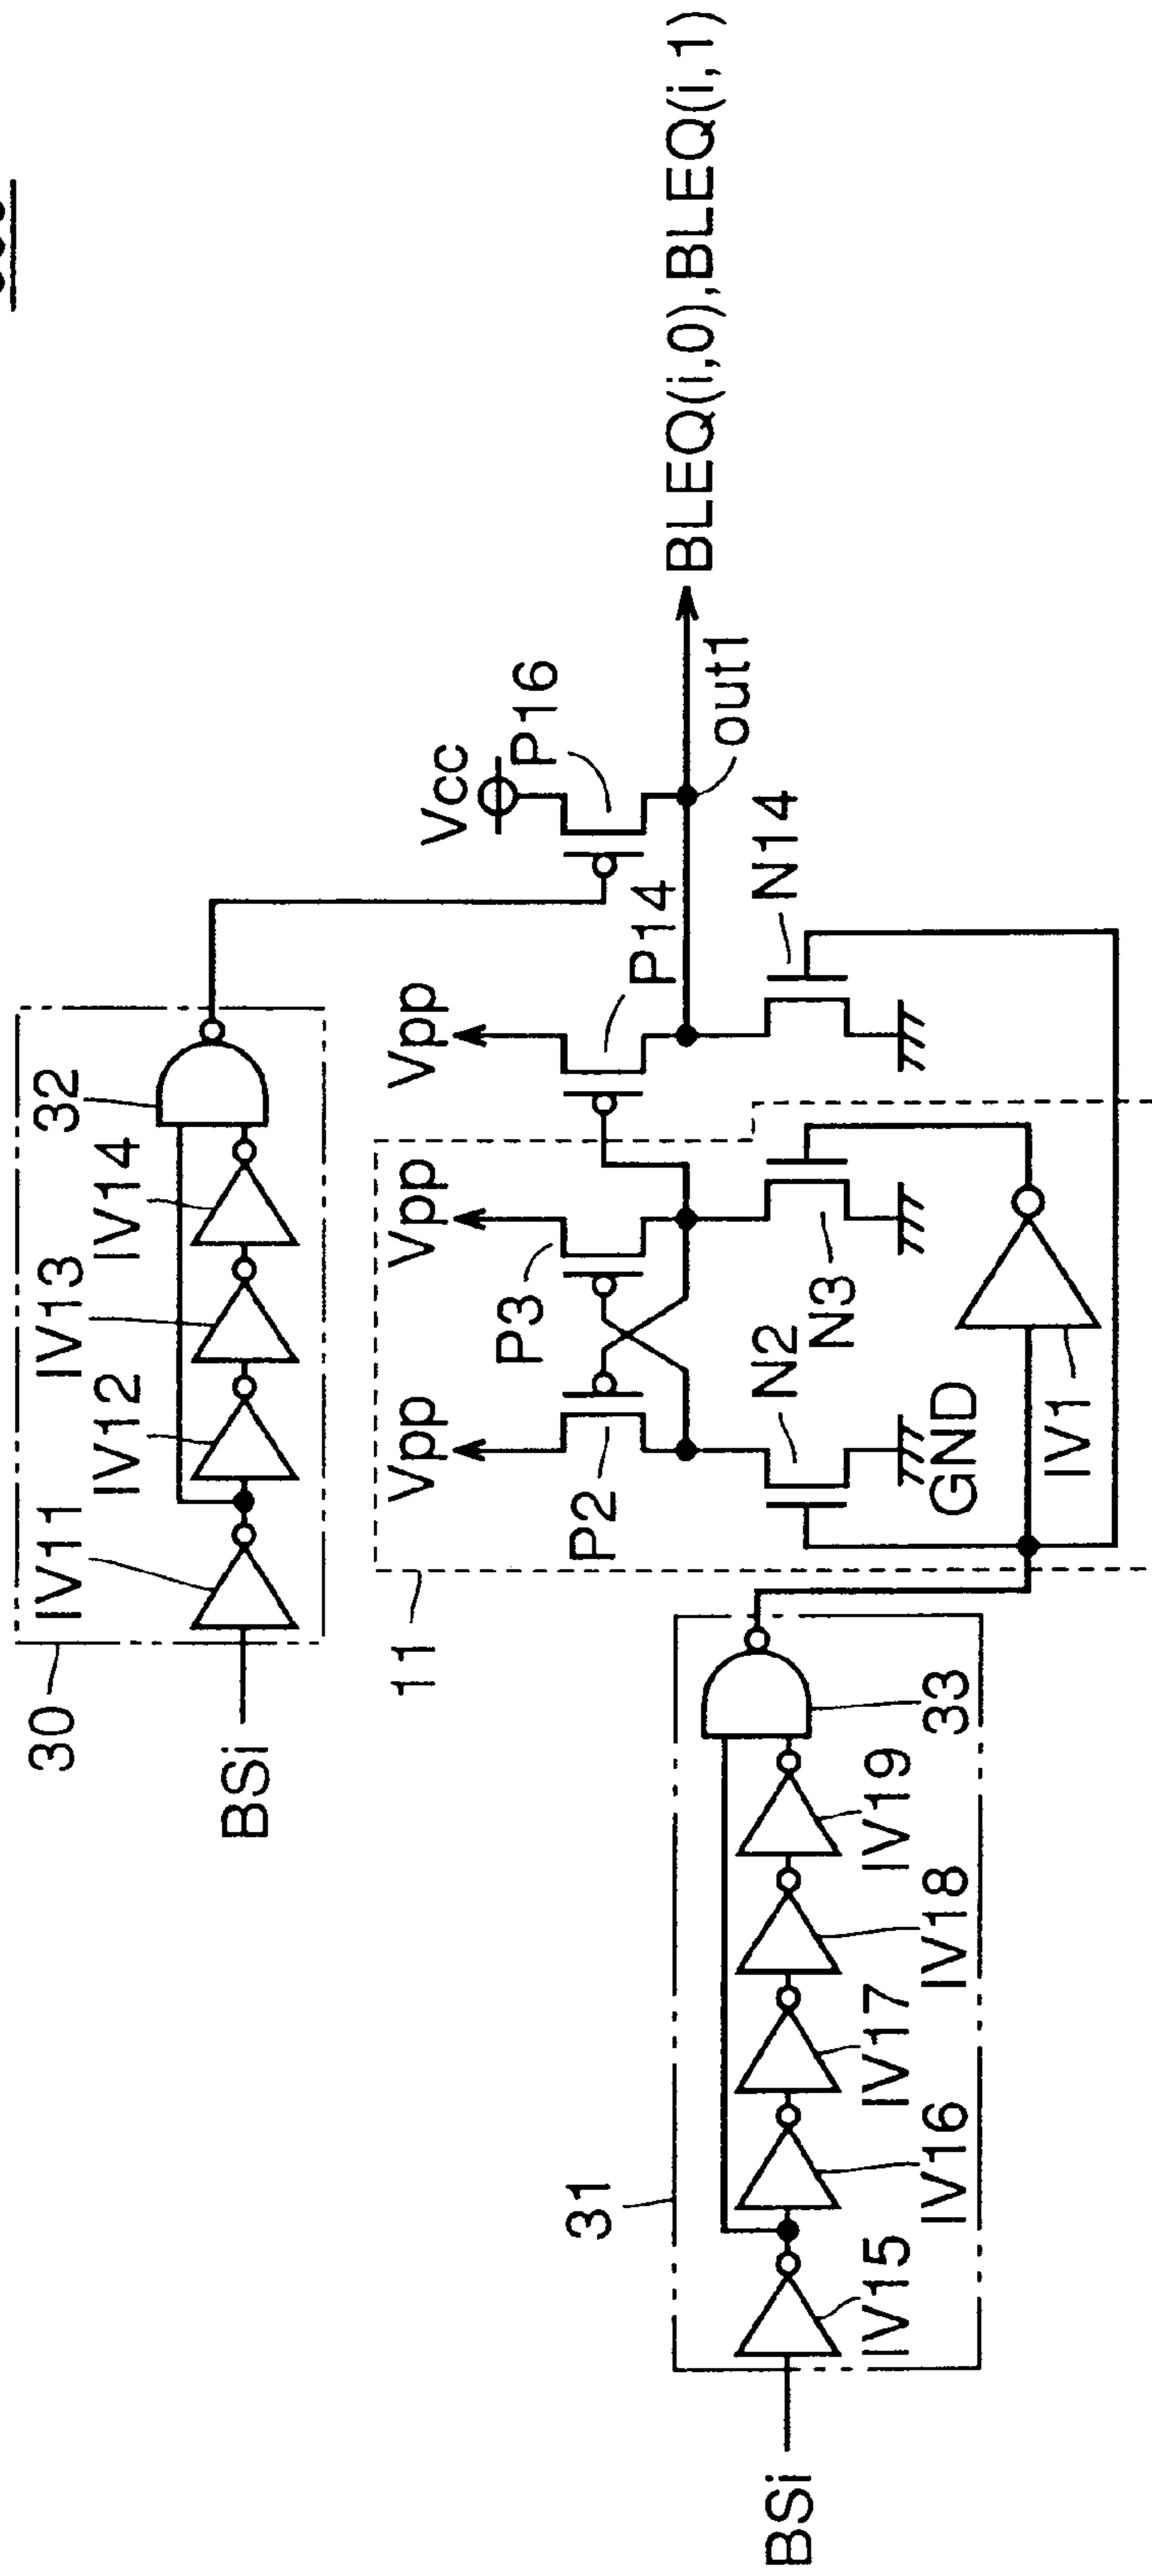 30
IV11
IV12
IV13
IV14
32
BSi
11
Vpp
Vpp
Vpp
Vcc
P2
P3
P14
P16
BLEQ(i,0),BLEQ(i,1)
out1
N2
N3
N14
GND
IV1
31
33
BSi
IV15
IV16
IV17
IV18
IV19